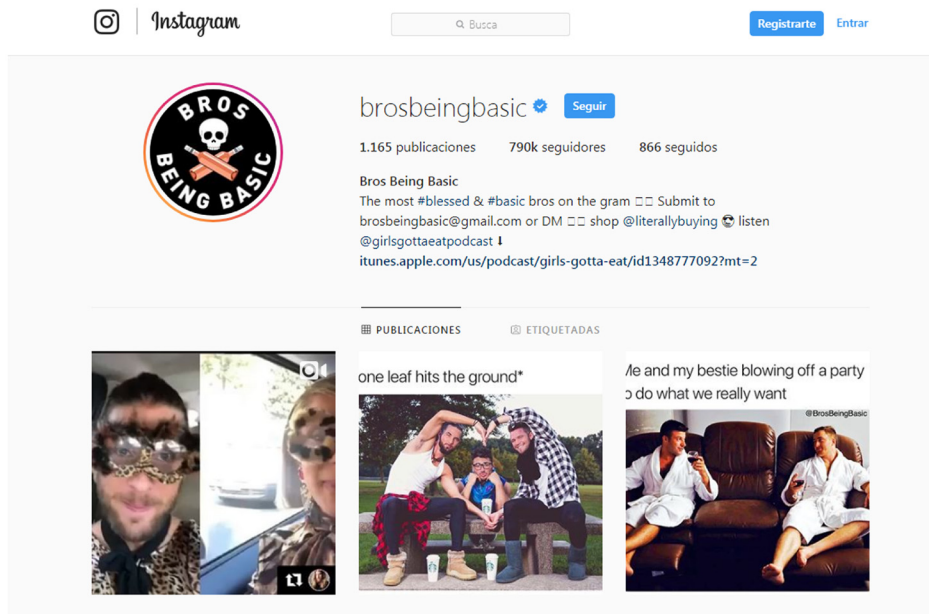 Instagram
Busca
Registrarte
Entrar
BROS
BEING BASIC
brosbeingbasic
Seguir
1.165 publicaciones 790k seguidores 866 seguidos
Bros Being Basic
The most #blessed & #basic bros on the gram □□ Submit to
brosbeingbasic@gmail.com or DM □□ shop @literallybuying 😎 listen
@girlsgottaeatpodcast ⬇
itunes.apple.com/us/podcast/girls-gotta-eat/id1348777092?mt=2
PUBLICACIONES
ETIQUETADAS
one leaf hits the ground*
Me and my bestie blowing off a party
o do what we really want
@BrosBeingBasic